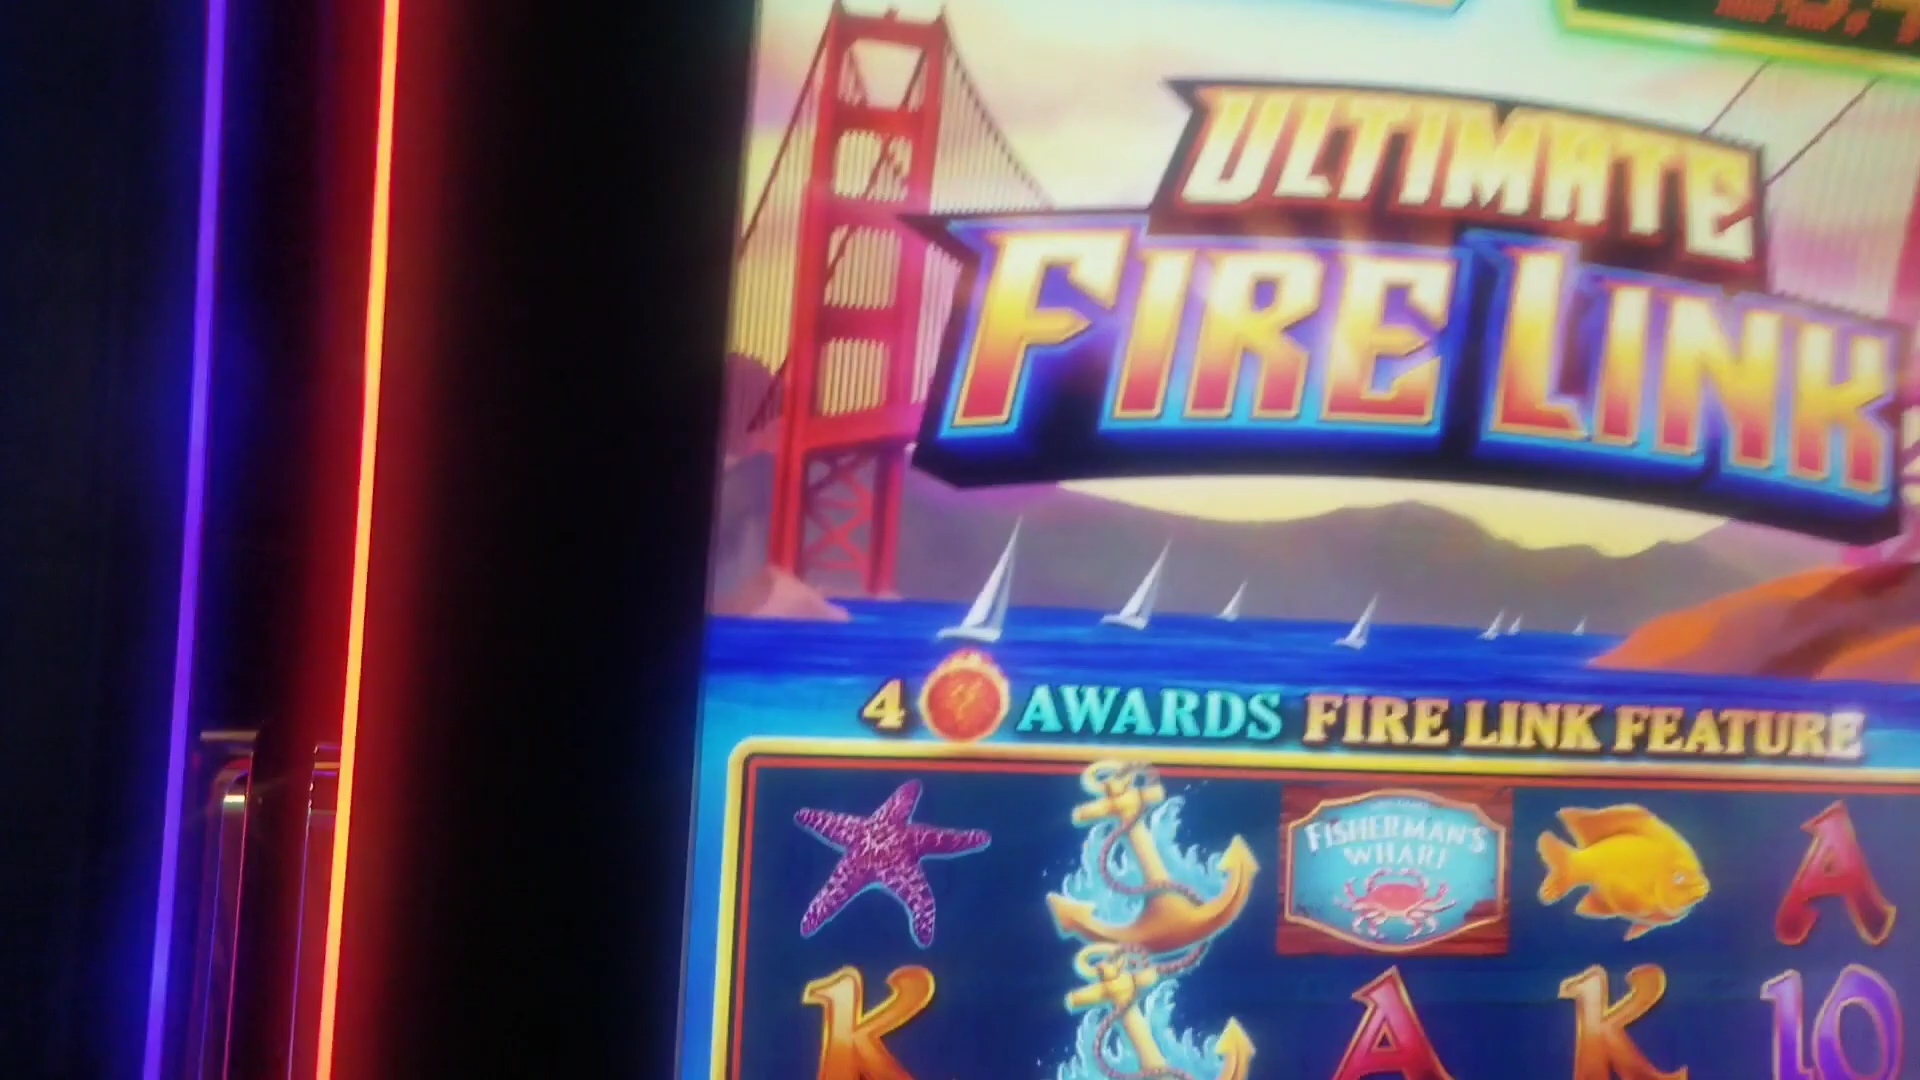 ULTIMATE
FIRE LINK
4 AWARDS FIRE LINK FEATURE
FISHERMAN'S
WHARF
A
K A K 10